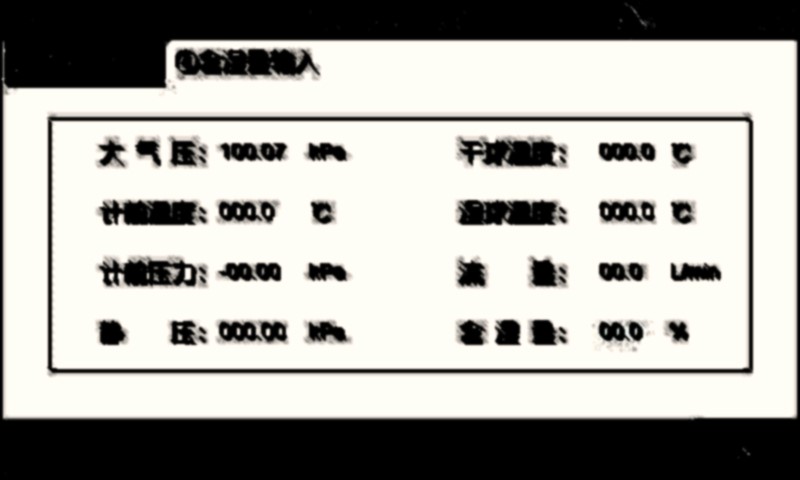 ①含湿量输入
大气压：100.07 kPa 干球温度：000.0 ℃
计前温度：000.0 ℃ 湿球温度：000.0 ℃
计前压力：-00.00 kPa 流量：00.0 L/min
静压：000.00 kPa 含湿量：00.0 %